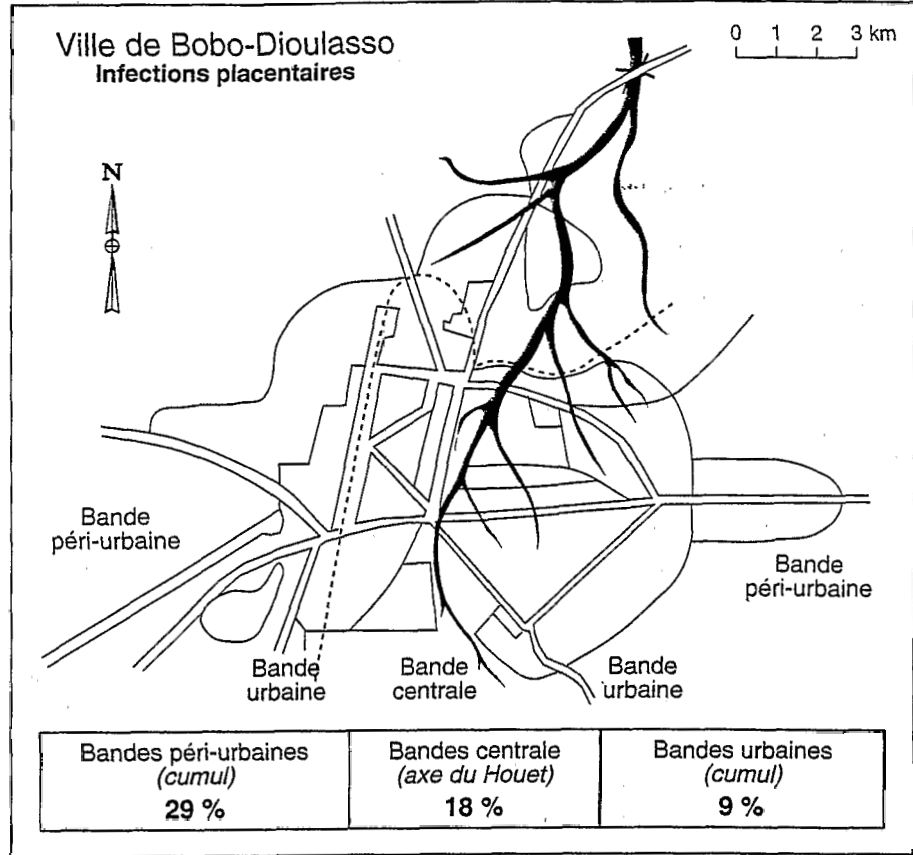 Ville de Bobo-Dioulasso
Infections placentaires
0 1 2 3 km
N
Bande
péri-urbaine
Bande
péri-urbaine
Bande
urbaine
Bande
centrale
Bande
urbaine
Bandes péri-urbaines
(cumul)
29 %
Bandes centrale
(axe du Houet)
18 %
Bandes urbaines
(cumul)
9 %